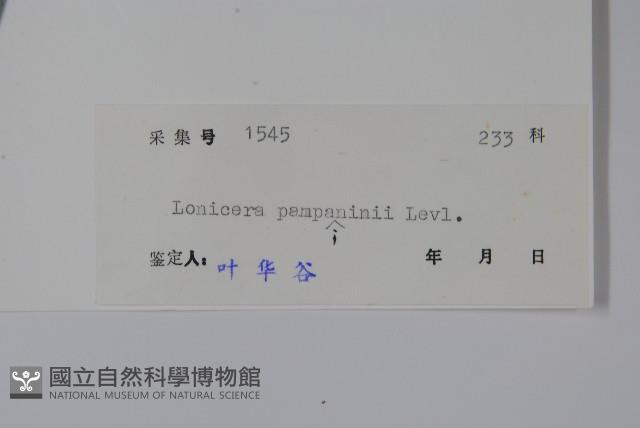 采集号 1545 233 科
Lonicera pampaninii Levl.
i
鉴定人: 叶华谷 年 月 日
國立自然科學博物館
NATIONAL MUSEUM OF NATURAL SCIENCE